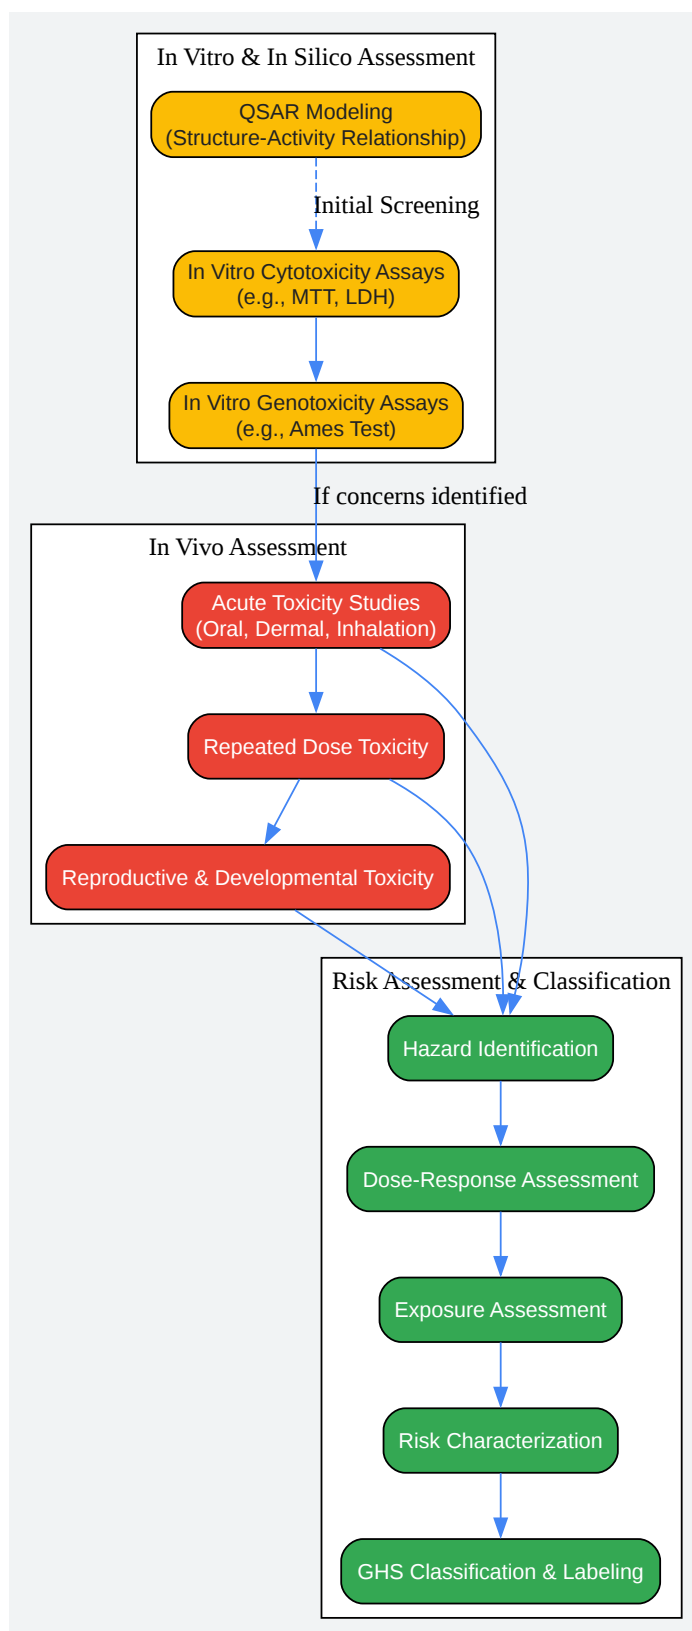 In Vitro & In Silico Assessment
QSAR Modeling
(Structure-Activity Relationship)
Initial Screening
In Vitro Cytotoxicity Assays
(e.g., MTT, LDH)
In Vitro Genotoxicity Assays
(e.g., Ames Test)
If concerns identified
In Vivo Assessment
Acute Toxicity Studies
(Oral, Dermal, Inhalation)
Repeated Dose Toxicity
Reproductive & Developmental Toxicity
Risk Assessment & Classification
Hazard Identification
Dose-Response Assessment
Exposure Assessment
Risk Characterization
GHS Classification & Labeling